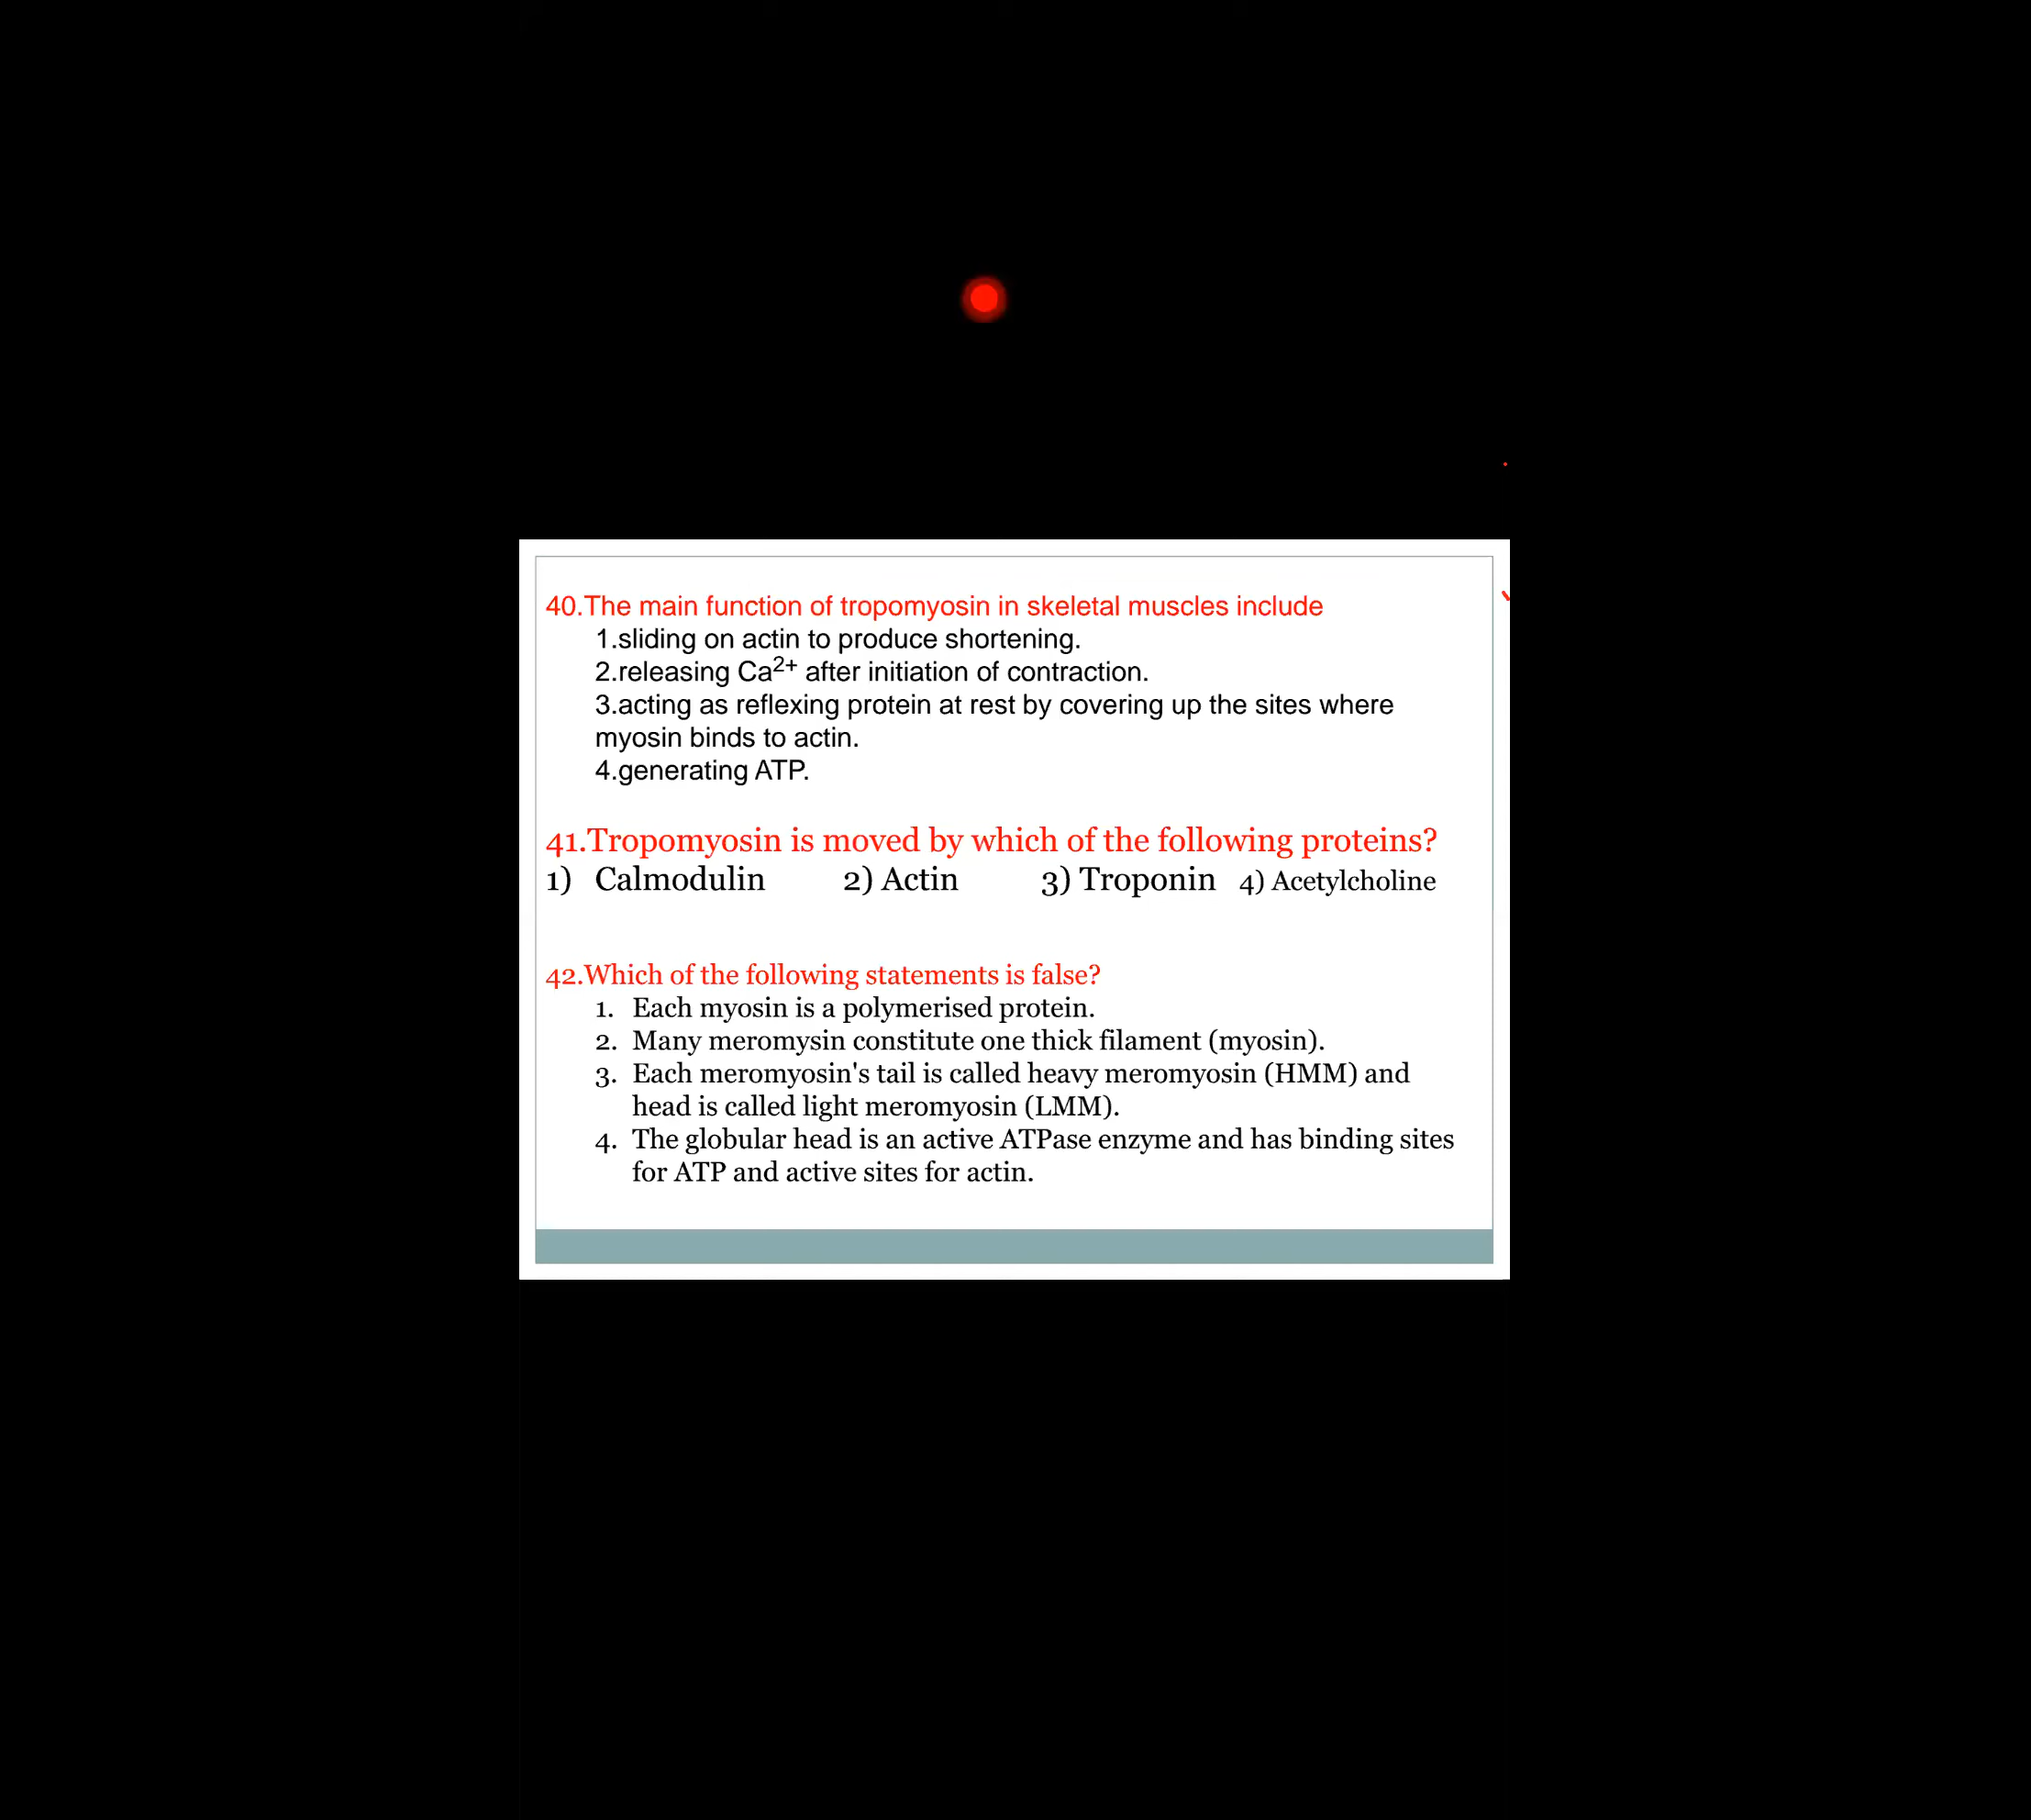 40.The main function of tropomyosin in skeletal muscles include
1.sliding on actin to produce shortening.
2.releasing Ca2+ after initiation of contraction.
3.acting as reflexing protein at rest by covering up the sites where
myosin binds to actin.
4.generating ATP.
41.Tropomyosin is moved by which of the following proteins?
1) Calmodulin 2) Actin 3) Troponin 4) Acetylcholine
42.Which of the following statements is false?
1. Each myosin is a polymerised protein.
2. Many meromysin constitute one thick filament (myosin).
3. Each meromyosin's tail is called heavy meromyosin (HMM) and
head is called light meromyosin (LMM).
4. The globular head is an active ATPase enzyme and has binding sites
for ATP and active sites for actin.